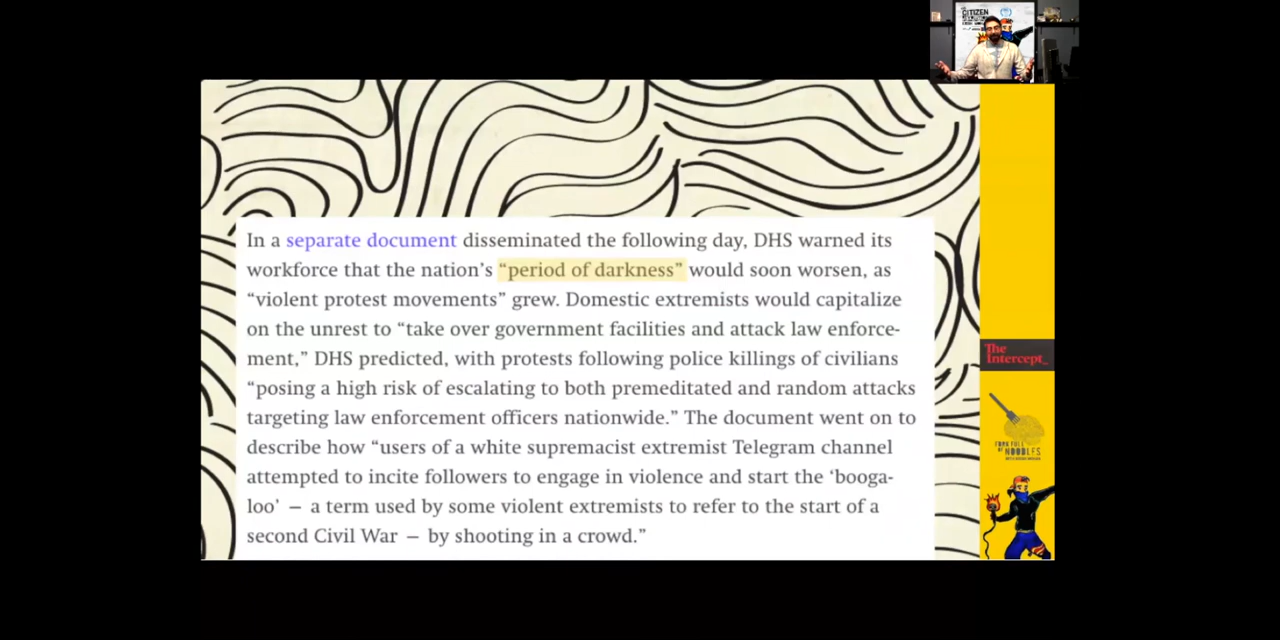 CITIZEN
In a separate document disseminated the following day, DHS warned its
workforce that the nation’s “period of darkness” would soon worsen, as
“violent protest movements” grew. Domestic extremists would capitalize
on the unrest to “take over government facilities and attack law enforce-
ment,” DHS predicted, with protests following police killings of civilians
“posing a high risk of escalating to both premeditated and random attacks
targeting law enforcement officers nationwide.” The document went on to
describe how “users of a white supremacist extremist Telegram channel
attempted to incite followers to engage in violence and start the ‘booga-
loo’ — a term used by some violent extremists to refer to the start of a
second Civil War — by shooting in a crowd.”
The
Intercept_
FORK FULL
OF NOODLES